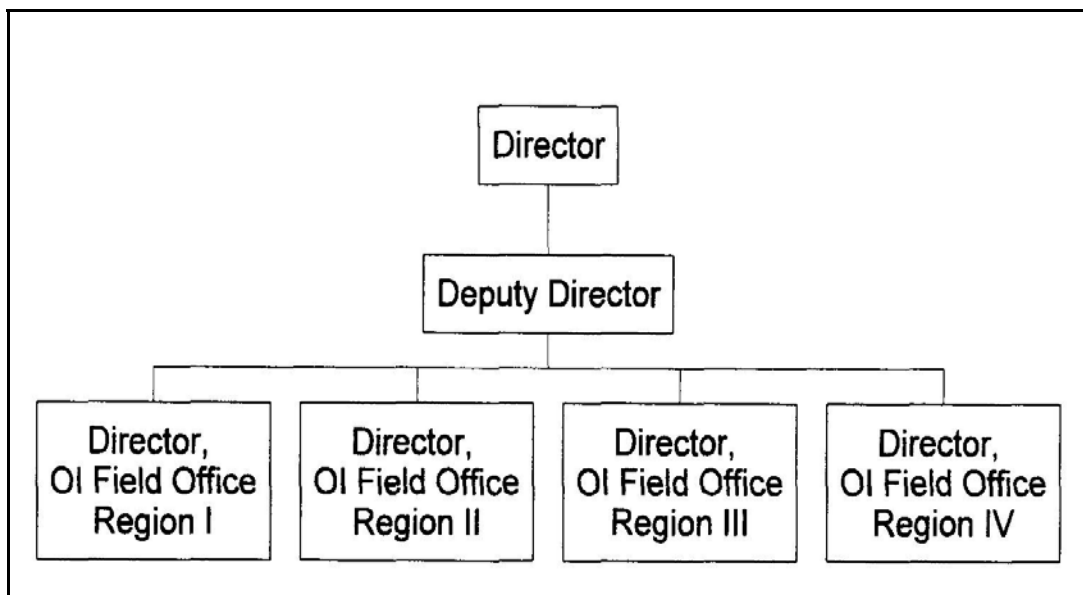 Director
Deputy Director
Director,
OI Field Office
Region I
Director,
OI Field Office
Region II
Director,
OI Field Office
Region III
Director,
OI Field Office
Region IV